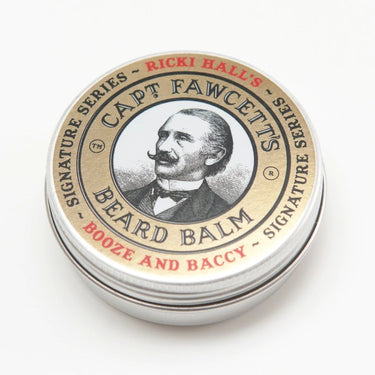 ~ RICKI HALL'S ~
SIGNATURE SERIES
CAPT FAWCETT'S
TM
®
BEARD BALM
SIGNATURE SERIES
~ BOOZE AND BACCY ~